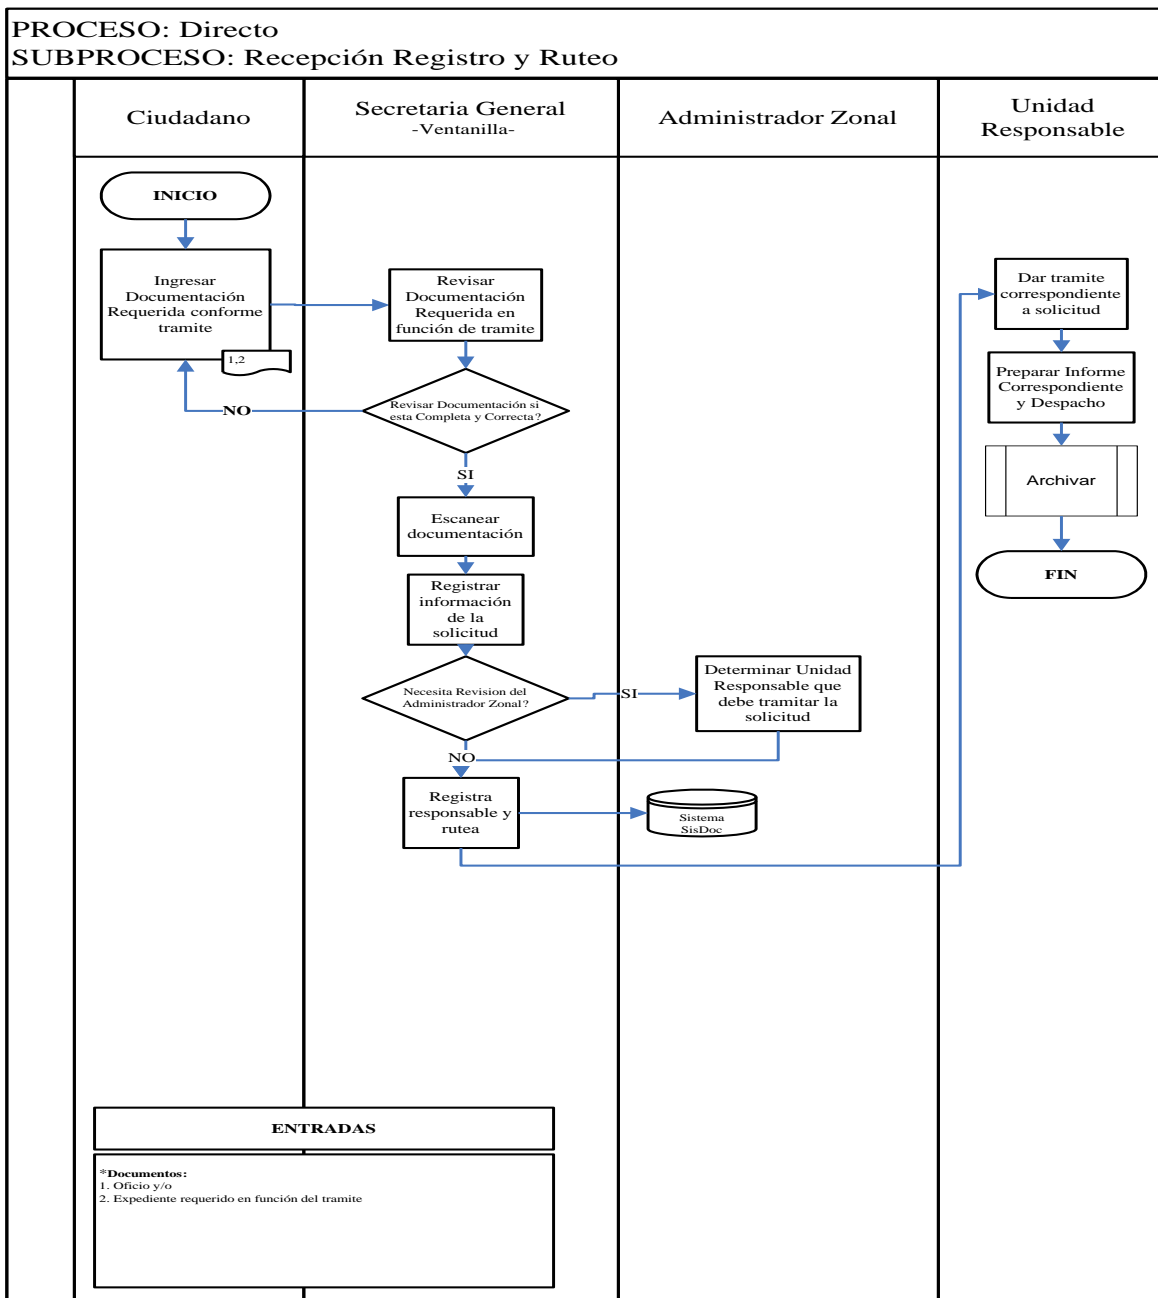 PROCESO: Directo
SUBPROCESO: Recepción Registro y Ruteo
Ciudadano
Secretaria General
-Ventanilla-
Administrador Zonal
Unidad
Responsable
INICIO
Ingresar
Documentación
Requerida conforme
tramite
1,2
Revisar
Documentación
Requerida en
función de tramite
Revisar Documentación si
esta Completa y Correcta?
NO
SI
Escanear
documentación
Registrar
información
de la
solicitud
Necesita Revision del
Administrador Zonal?
SI
Determinar Unidad
Responsable que
debe tramitar la
solicitud
NO
Registra
responsable y
rutea
Sistema
SisDoc
Dar tramite
correspondiente
a solicitud
Preparar Informe
Correspondiente
y Despacho
Archivar
FIN
ENTRADAS
*Documentos:
1. Oficio y/o
2. Expediente requerido en función del tramite